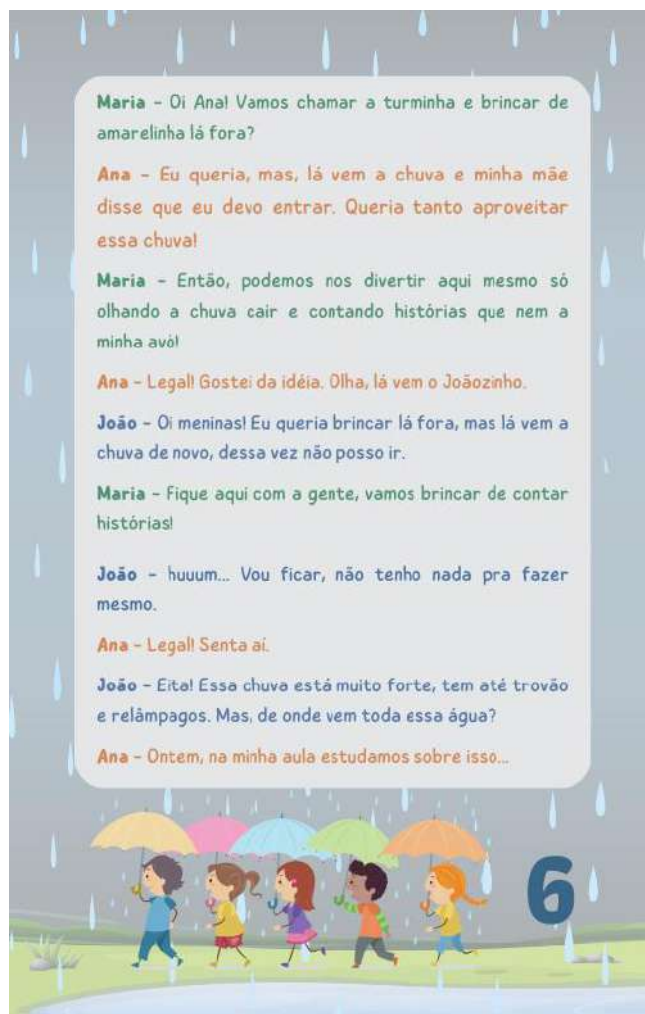 Maria – Oi Ana! Vamos chamar a turminha e brincar de
amarelinha lá fora?
Ana – Eu queria, mas, lá vem a chuva e minha mãe
disse que eu devo entrar. Queria tanto aproveitar
essa chuva!
Maria – Então, podemos nos divertir aqui mesmo só
olhando a chuva cair e contando histórias que nem a
minha avó!
Ana – Legal! Gostei da idéia. Olha, lá vem o Joãozinho.
João – Oi meninas! Eu queria brincar lá fora, mas lá vem a
chuva de novo, dessa vez não posso ir.
Maria – Fique aqui com a gente, vamos brincar de contar
histórias!
João – huuum... Vou ficar, não tenho nada pra fazer
mesmo.
Ana – Legal! Senta aí.
João – Eita! Essa chuva está muito forte, tem até trovão
e relâmpagos. Mas, de onde vem toda essa água?
Ana – Ontem, na minha aula estudamos sobre isso...
6